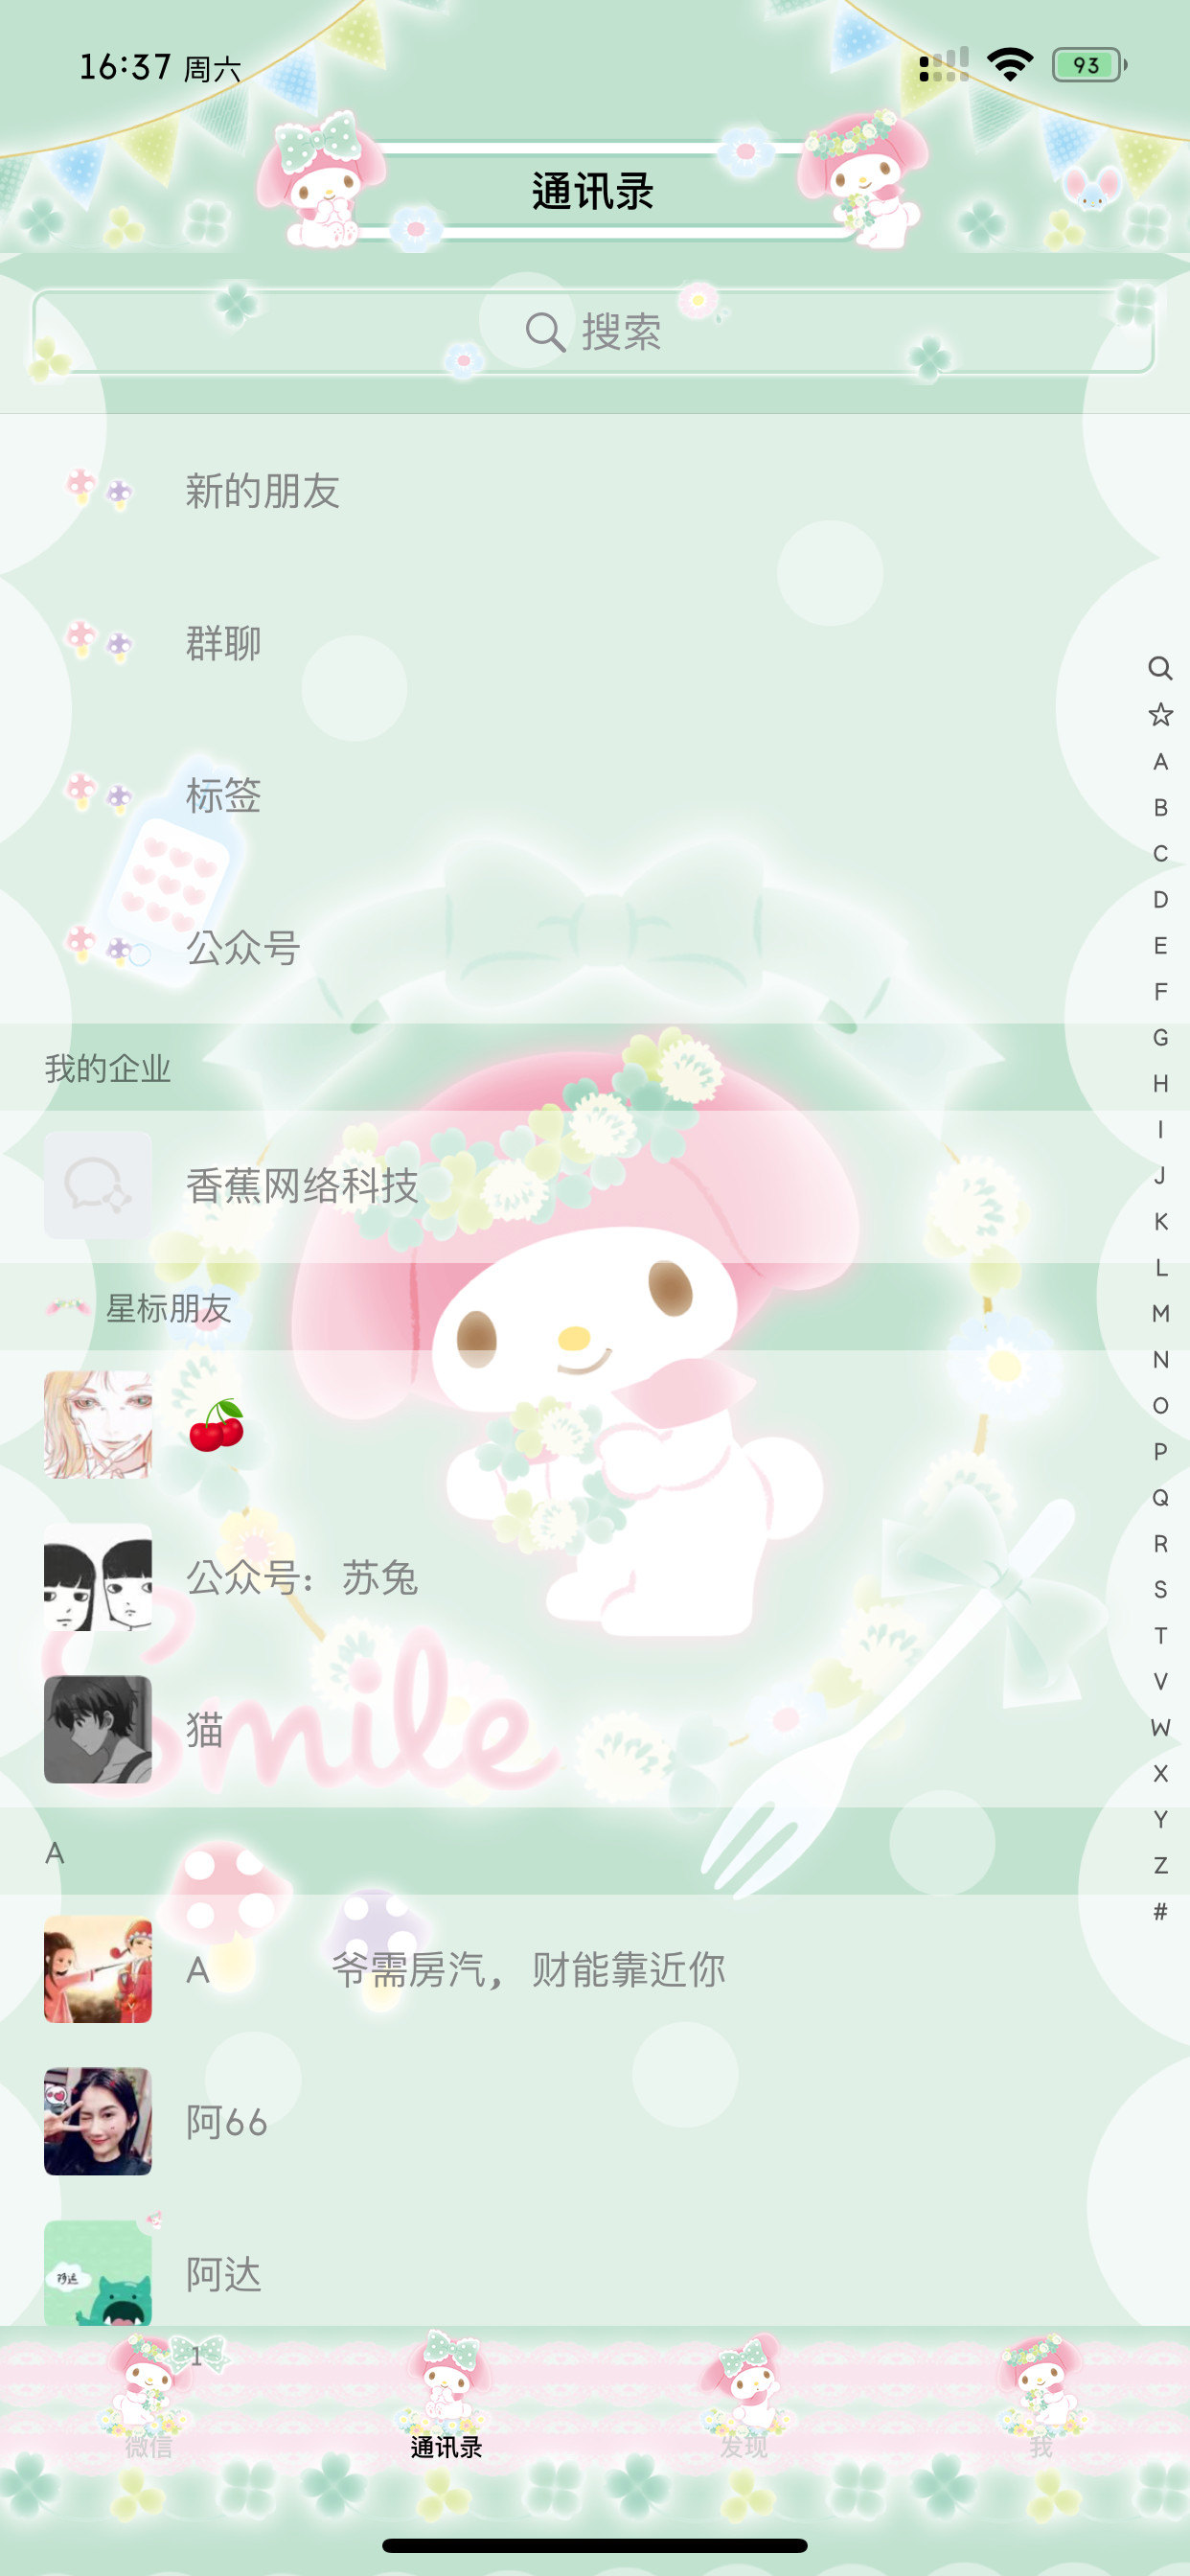 16:37 周六
93
通讯录
搜索
新的朋友
群聊
标签
公众号
我的企业
香蕉网络科技
星标朋友
🍒
公众号：苏兔
猫
Smile
A
A 爷需房汽，财能靠近你
阿66
阿达
阿达
A
B
C
D
E
F
G
H
I
J
K
L
M
N
O
P
Q
R
S
T
V
W
X
Y
Z
#
1
微信
通讯录
发现
我